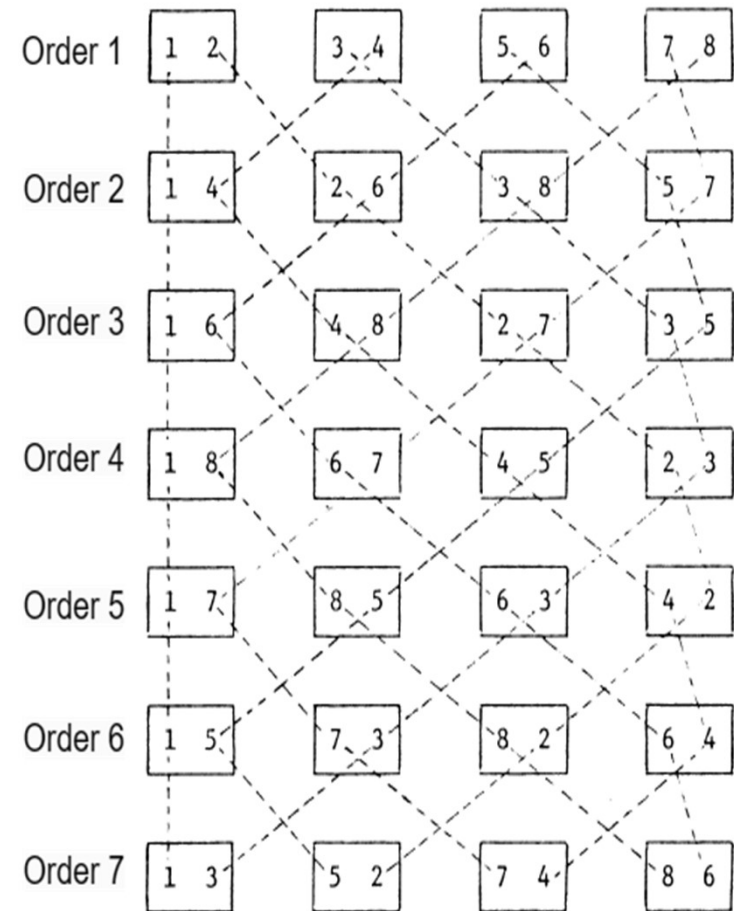 Order 1 1 2 3 4 5 6 7 8
Order 2 1 4 2 6 3 8 5 7
Order 3 1 6 4 8 2 7 3 5
Order 4 1 8 6 7 4 5 2 3
Order 5 1 7 8 5 6 3 4 2
Order 6 1 5 7 3 8 2 6 4
Order 7 1 3 5 2 7 4 8 6